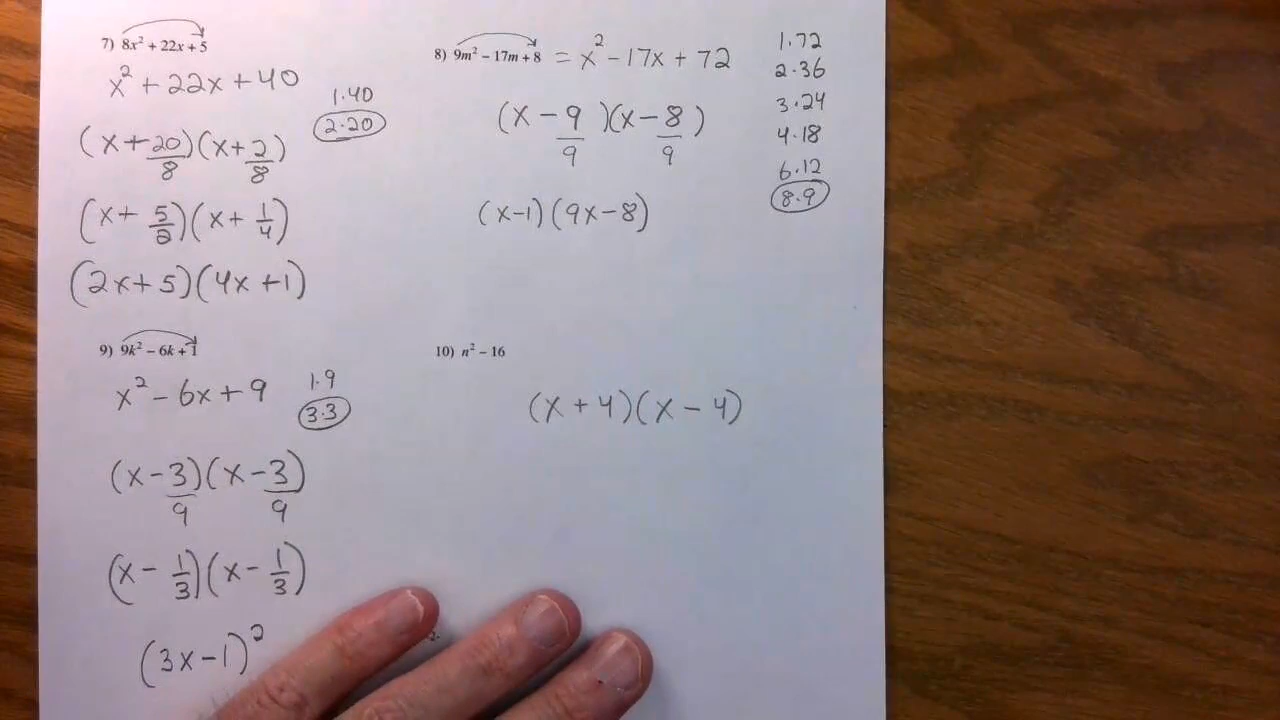 7) 8x² + 22x + 5
x² + 22x + 40
1·40
2·20
(x + 20/8)(x + 2/8)
(x + 5/2)(x + 1/4)
(2x + 5)(4x + 1)
8) 9m² − 17m + 8 = x² − 17x + 72
1·72
2·36
3·24
4·18
6·12
8·9
(x − 9/9)(x − 8/9)
(x−1)(9x−8)
9) 9k² − 6k + 1
x² − 6x + 9
1·9
3·3
(x − 3/9)(x − 3/9)
(x − 1/3)(x − 1/3)
(3x − 1)²
10) n² − 16
(x + 4)(x − 4)